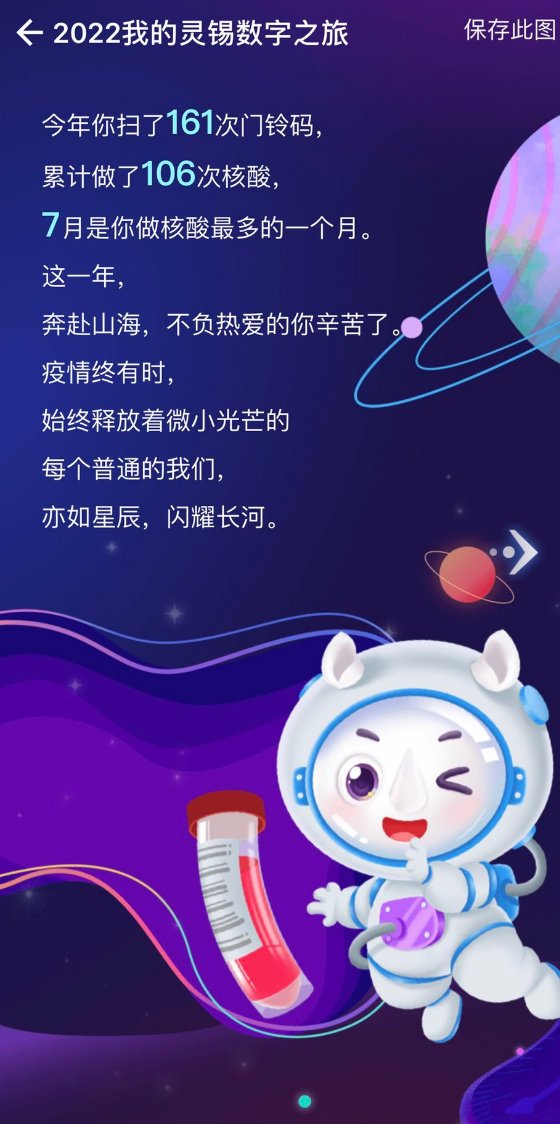 2022我的灵锡数字之旅
保存此图
今年你扫了161次门铃码，
累计做了106次核酸，
7月是你做核酸最多的一个月。
这一年，
奔赴山海，不负热爱的你辛苦了。
疫情终有时，
始终释放着微小光芒的
每个普通的我们，
亦如星辰，闪耀长河。